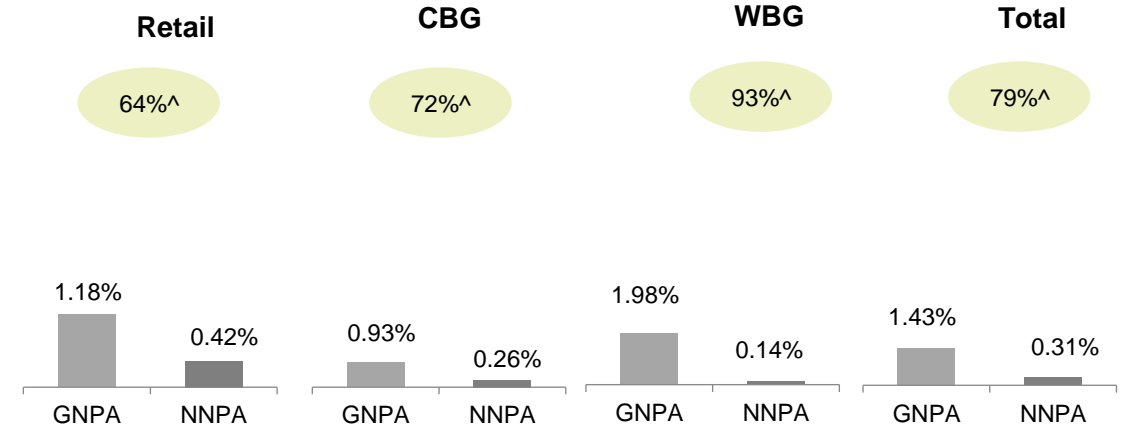 Retail CBG WBG Total
64%^ 72%^ 93%^ 79%^
1.18% 0.42% 0.93% 0.26% 1.98% 0.14% 1.43% 0.31%
GNPA NNPA GNPA NNPA GNPA NNPA GNPA NNPA